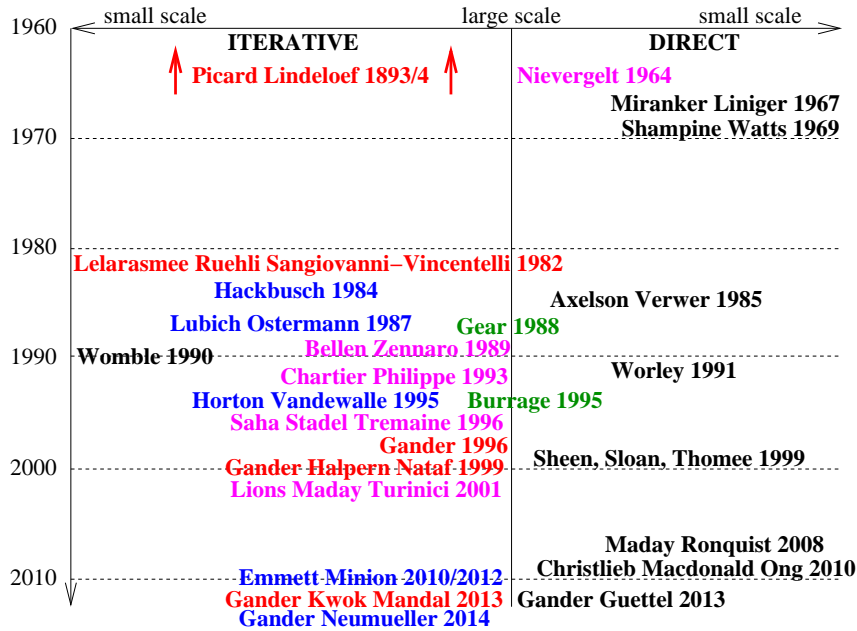 small scale
large scale
small scale
1960
ITERATIVE
DIRECT
Picard Lindeloef 1893/4
Nievergelt 1964
Miranker Liniger 1967
Shampine Watts 1969
1970
1980
Lelarasmee Ruehli Sangiovanni−Vincentelli 1982
Hackbusch 1984
Axelson Verwer 1985
Lubich Ostermann 1987
Gear 1988
Bellen Zennaro 1989
1990
Womble 1990
Worley 1991
Chartier Philippe 1993
Horton Vandewalle 1995
Burrage 1995
Saha Stadel Tremaine 1996
Gander 1996
Sheen, Sloan, Thomee 1999
Gander Halpern Nataf 1999
2000
Lions Maday Turinici 2001
Maday Ronquist 2008
Christlieb Macdonald Ong 2010
2010
Emmett Minion 2010/2012
Gander Kwok Mandal 2013
Gander Guettel 2013
Gander Neumueller 2014